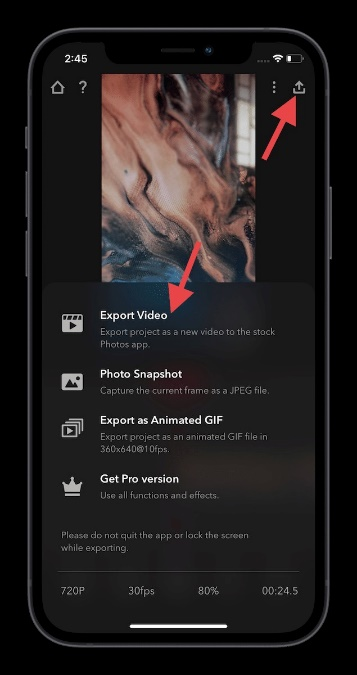 2:45
?
Export Video
Export project as a new video to the stock
Photos app.
Photo Snapshot
Capture the current frame as a JPEG file.
Export as Animated GIF
Export project as an animated GIF file in
360x640@10fps.
Get Pro version
Use all functions and effects.
Please do not quit the app or lock the screen
while exporting.
720P 30fps 80% 00:24.5